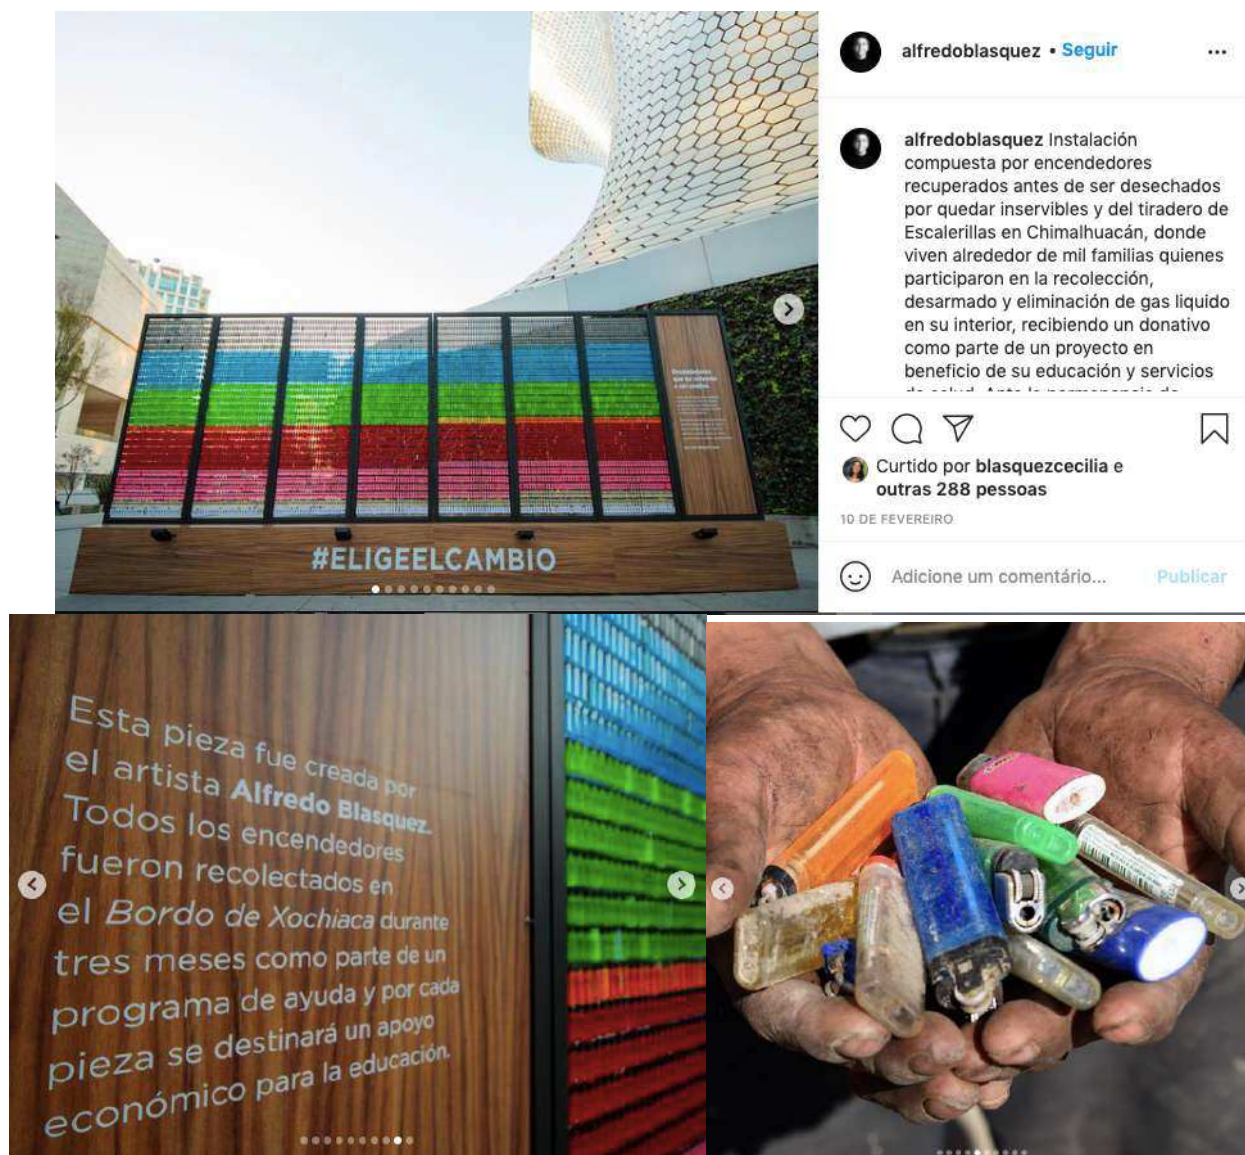 alfredoblasquez • Seguir
alfredoblasquez Instalación
compuesta por encendedores
recuperados antes de ser desechados
por quedar inservibles y del tiradero de
Escalerillas en Chimalhuacán, donde
viven alrededor de mil familias quienes
participaron en la recolección,
desarmado y eliminación de gas liquido
en su interior, recibiendo un donativo
como parte de un proyecto en
beneficio de su educación y servicios
#ELIGEELCAMBIO
Curtido por blasquezcecilia e
outras 288 pessoas
10 DE FEVEREIRO
Adicione um comentário...
Publicar
Esta pieza fue creada por
el artista Alfredo Blasquez.
Todos los encendedores
fueron recolectados en
el Bordo de Xochiaca durante
tres meses como parte de un
programa de ayuda y por cada
pieza se destinará un apoyo
económico para la educación.